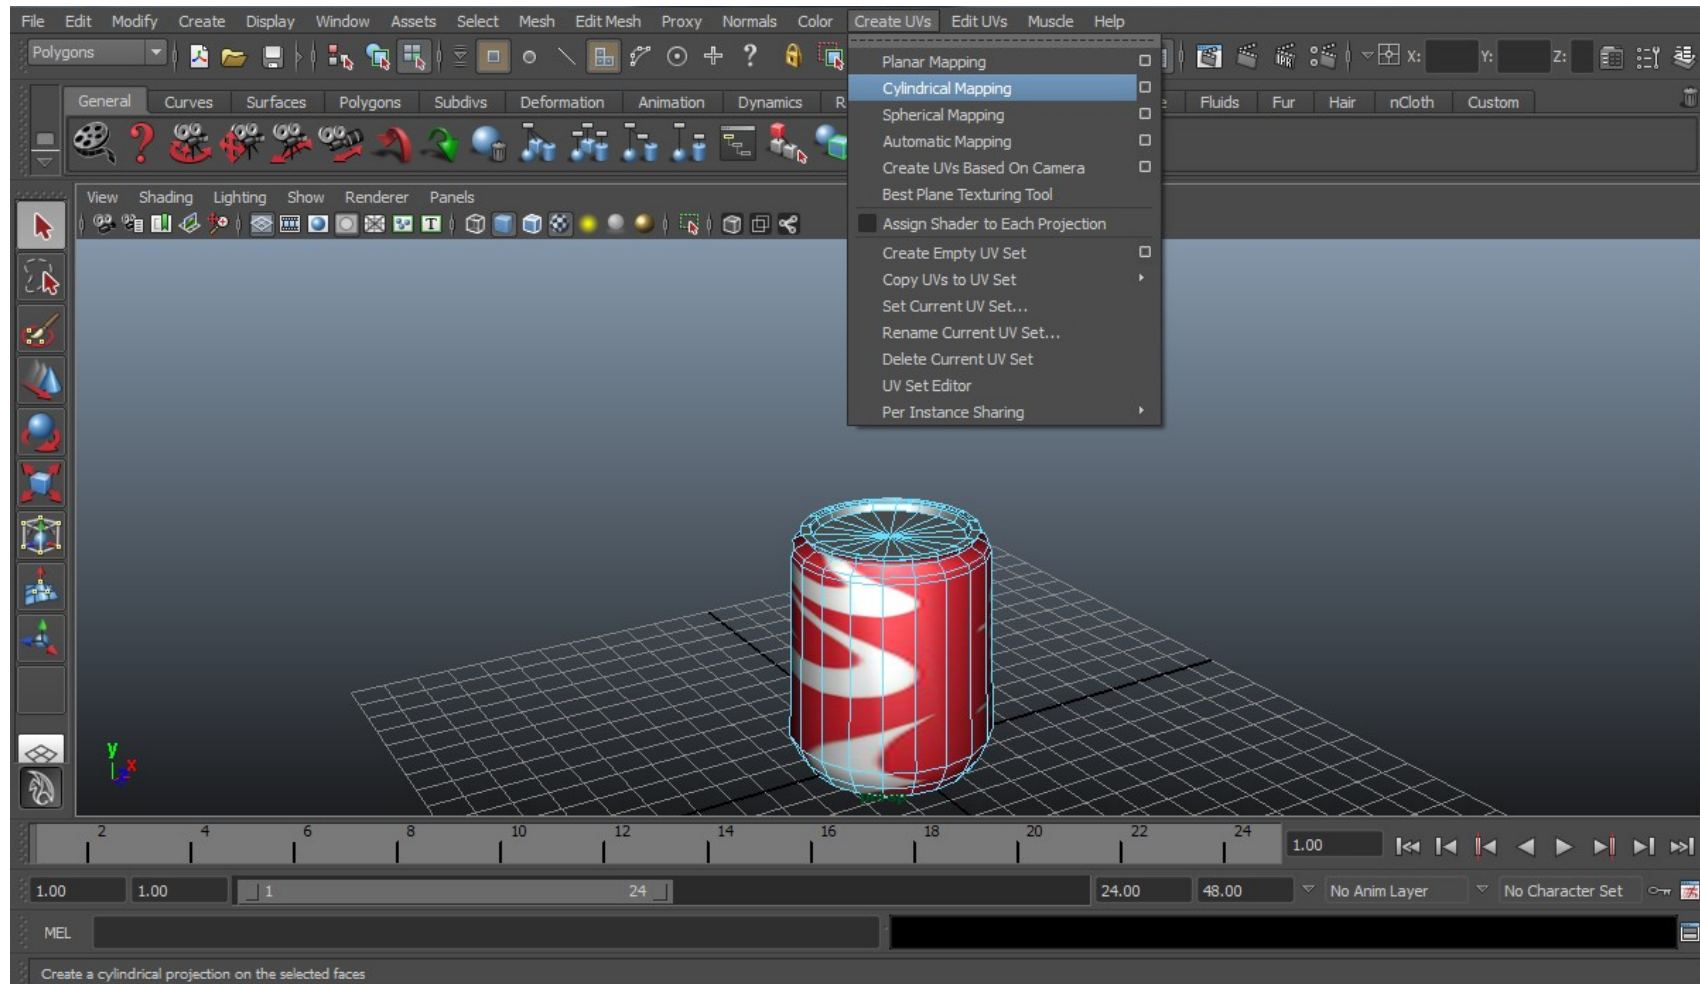 File Edit Modify Create Display Window Assets Select Mesh Edit Mesh Proxy Normals Color Create UVs Edit UVs Muscle Help
Polygons X: Y: Z:
General Curves Surfaces Polygons Subdivs Deformation Animation Dynamics R Fluids Fur Hair nCloth Custom
Planar Mapping
Cylindrical Mapping
Spherical Mapping
Automatic Mapping
Create UVs Based On Camera
Best Plane Texturing Tool
Assign Shader to Each Projection
Create Empty UV Set
Copy UVs to UV Set
Set Current UV Set...
Rename Current UV Set...
Delete Current UV Set
UV Set Editor
Per Instance Sharing
View Shading Lighting Show Renderer Panels
y
x
2 4 6 8 10 12 14 16 18 20 22 24 1.00
1.00 1.00 1 24 24.00 48.00 No Anim Layer No Character Set
MEL
Create a cylindrical projection on the selected faces